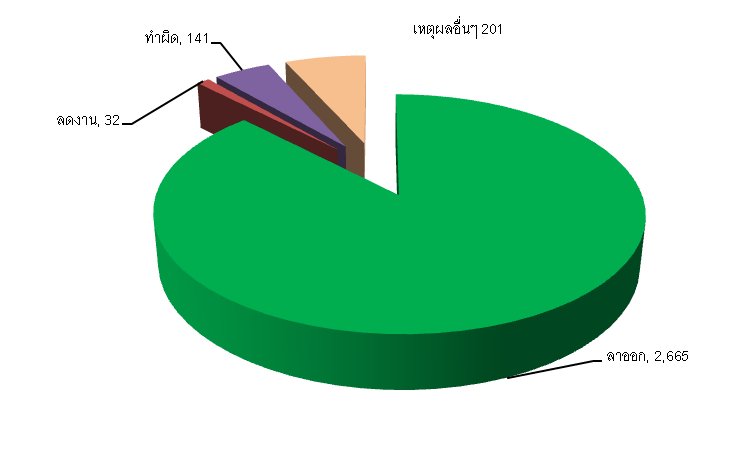 เหตุผลอื่นๆ 201
ทำผิด, 141
ลดงาน, 32
ลาออก, 2,665